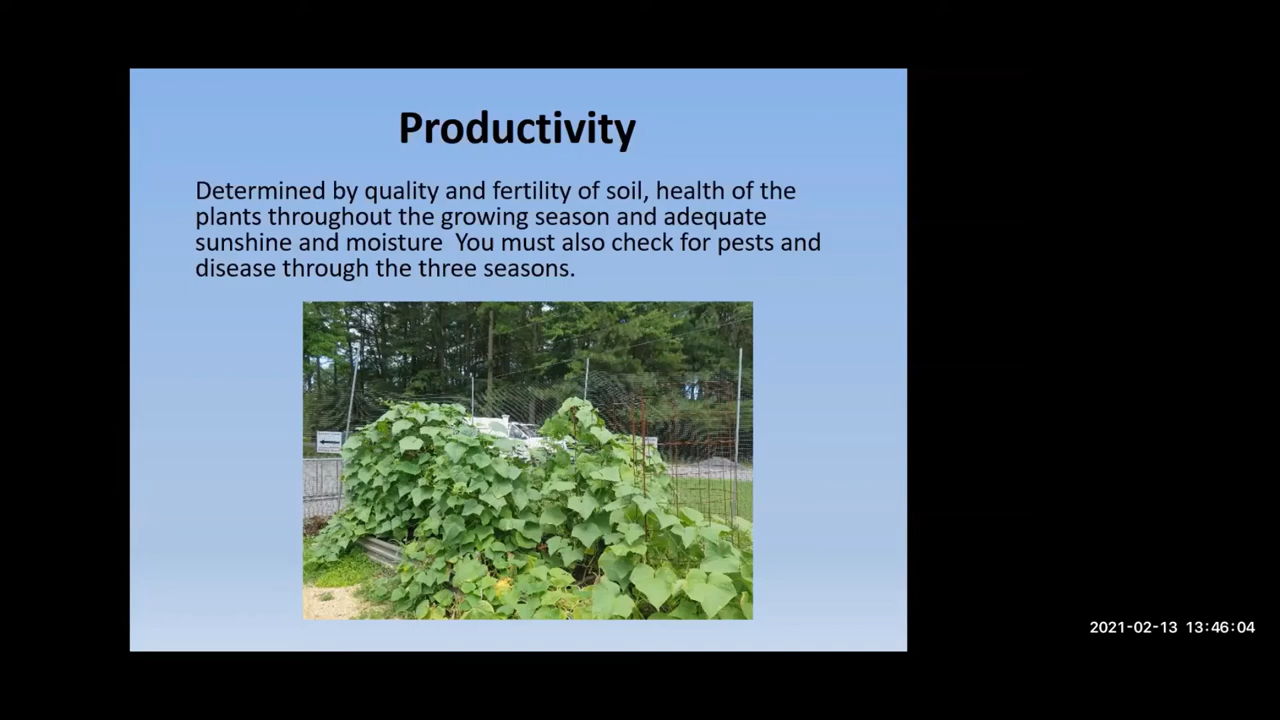 Productivity
Determined by quality and fertility of soil, health of the
plants throughout the growing season and adequate
sunshine and moisture  You must also check for pests and
disease through the three seasons.
2021-02-13 13:46:04